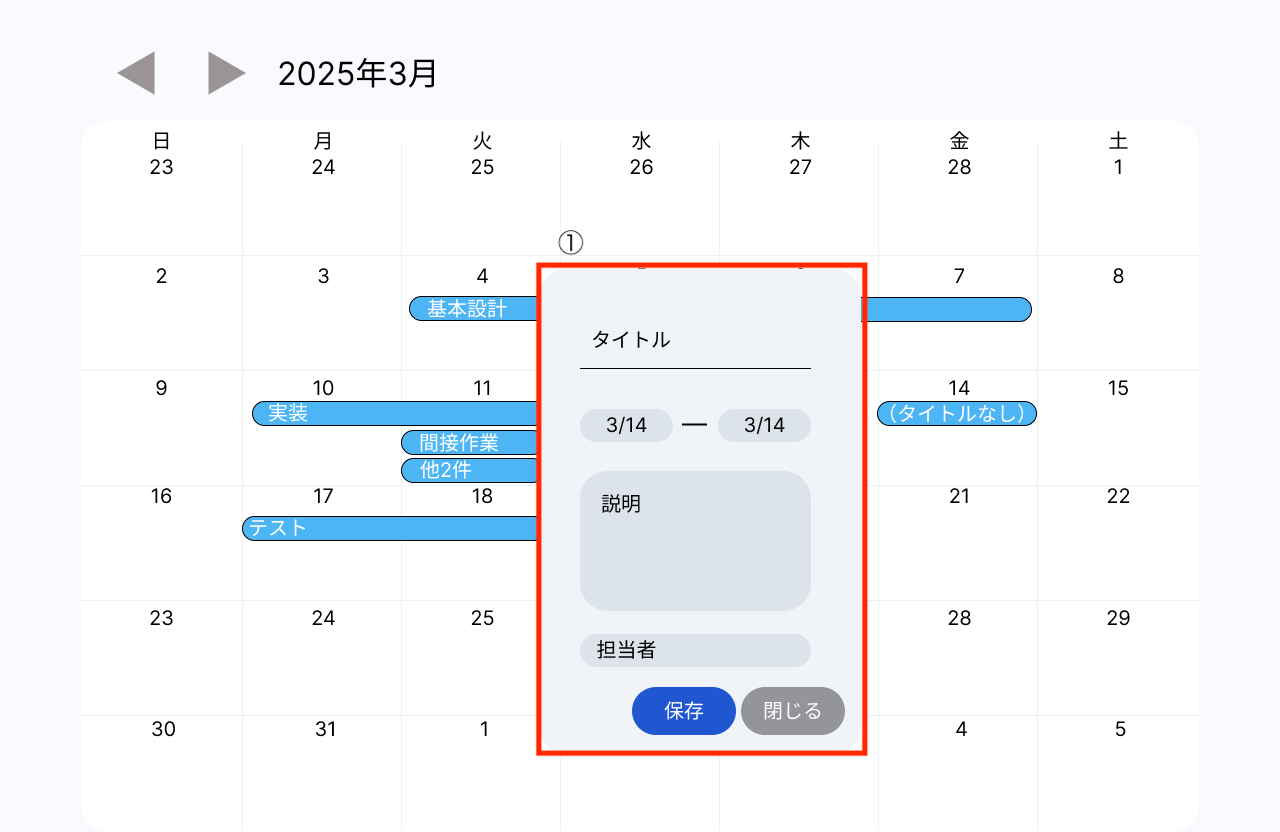 2025年3月
日 月 火 水 木 金 土
23 24 25 26 27 28 1
①
2 3 4 7 8
基本設計
タイトル
9 10 11 14 15
3/14 — 3/14
実装
(タイトルなし)
間接作業
他2件
説明
16 17 18 21 22
テスト
23 24 25 28 29
担当者
保存 閉じる
30 31 1 4 5